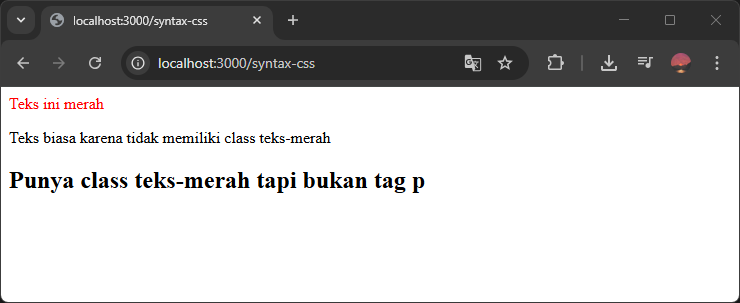 localhost:3000/syntax-css
localhost:3000/syntax-css
Teks ini merah
Teks biasa karena tidak memiliki class teks-merah
Punya class teks-merah tapi bukan tag p